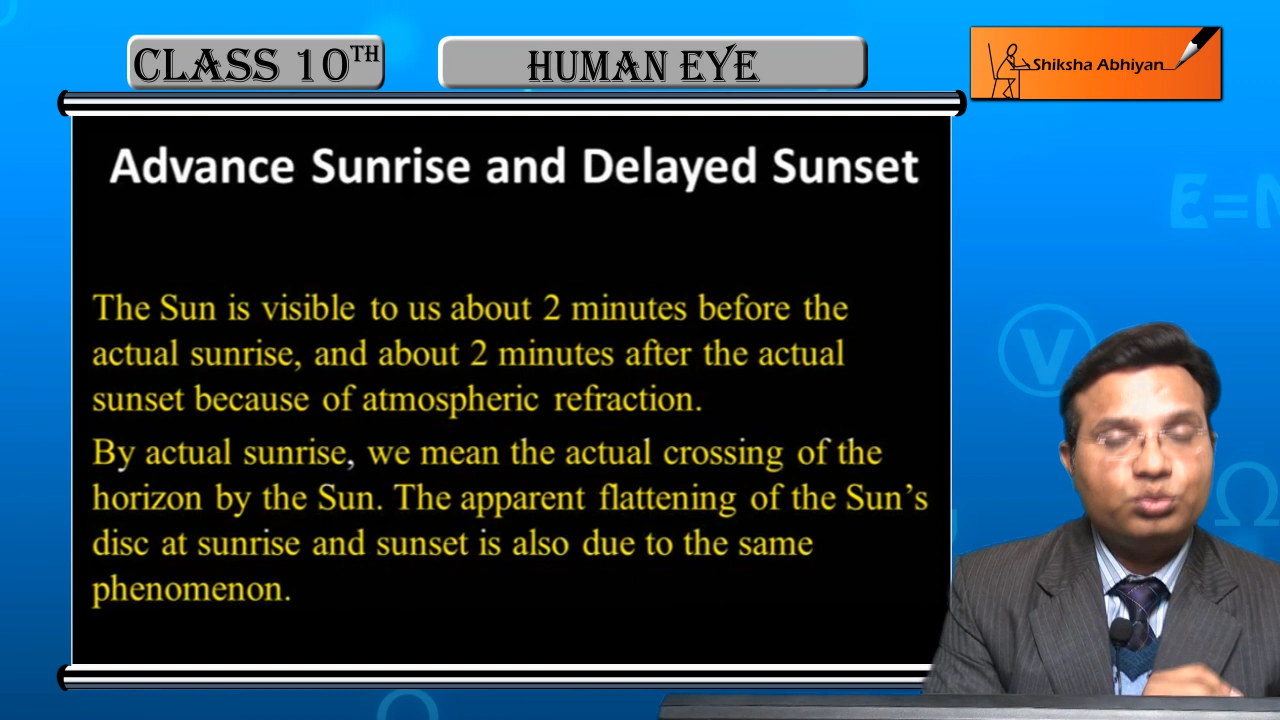 CLASS 10TH
HUMAN EYE
Shiksha Abhiyan
Advance Sunrise and Delayed Sunset
The Sun is visible to us about 2 minutes before the
actual sunrise, and about 2 minutes after the actual
sunset because of atmospheric refraction.
By actual sunrise, we mean the actual crossing of the
horizon by the Sun. The apparent flattening of the Sun’s
disc at sunrise and sunset is also due to the same
phenomenon.
E=
V
Ω